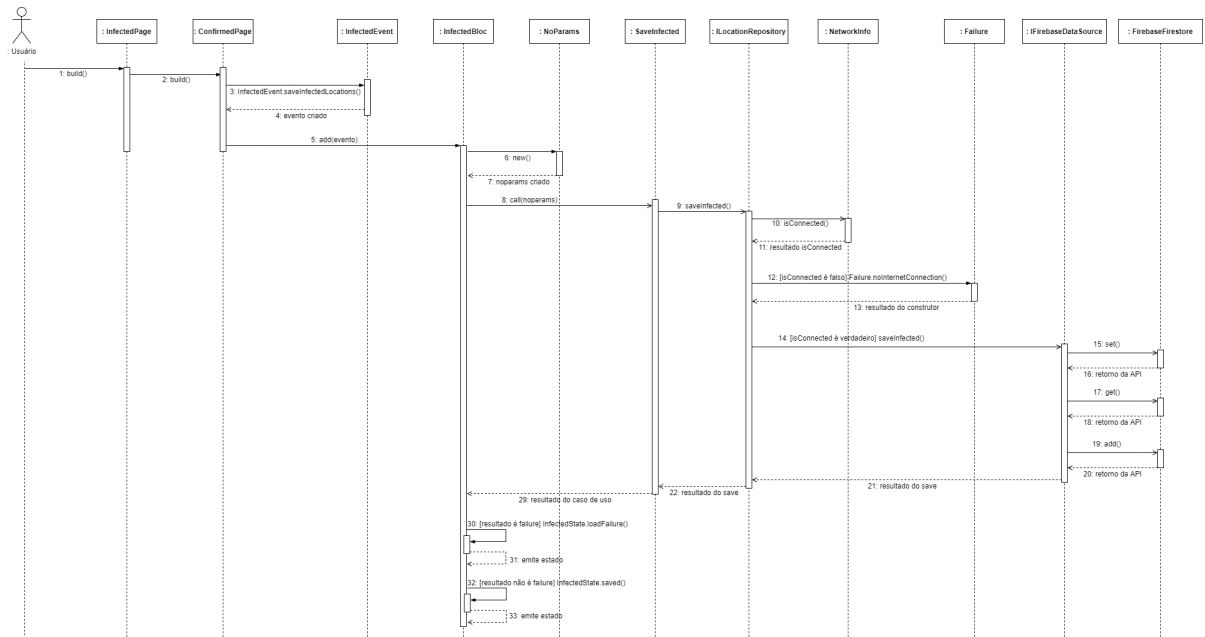 : Usuário
: InfectedPage
: ConfirmedPage
: InfectedEvent
: InfectedBloc
: NoParams
: SaveInfected
: ILocationRepository
: NetworkInfo
: Failure
: IFirebaseDataSource
: FirebaseFirestore
1: build()
2: build()
3: InfectedEvent.saveInfectedLocations()
4: evento criado
5: add(evento)
6: new()
7: noparams criado
8: call(noparams)
9: saveInfected()
10: isConnected()
11: resultado isConnected
12: [isConnected é falso] Failure.noInternetConnection()
13: resultado do construtor
14: [isConnected é verdadeiro] saveInfected()
15: set()
16: retorno da API
17: get()
18: retorno da API
19: add()
20: retorno da API
21: resultado do save
22: resultado do save
29: resultado do caso de uso
30: [resultado é failure] InfectedState.loadFailure()
31: emite estado
32: [resultado não é failure] InfectedState.saved()
33: emite estado